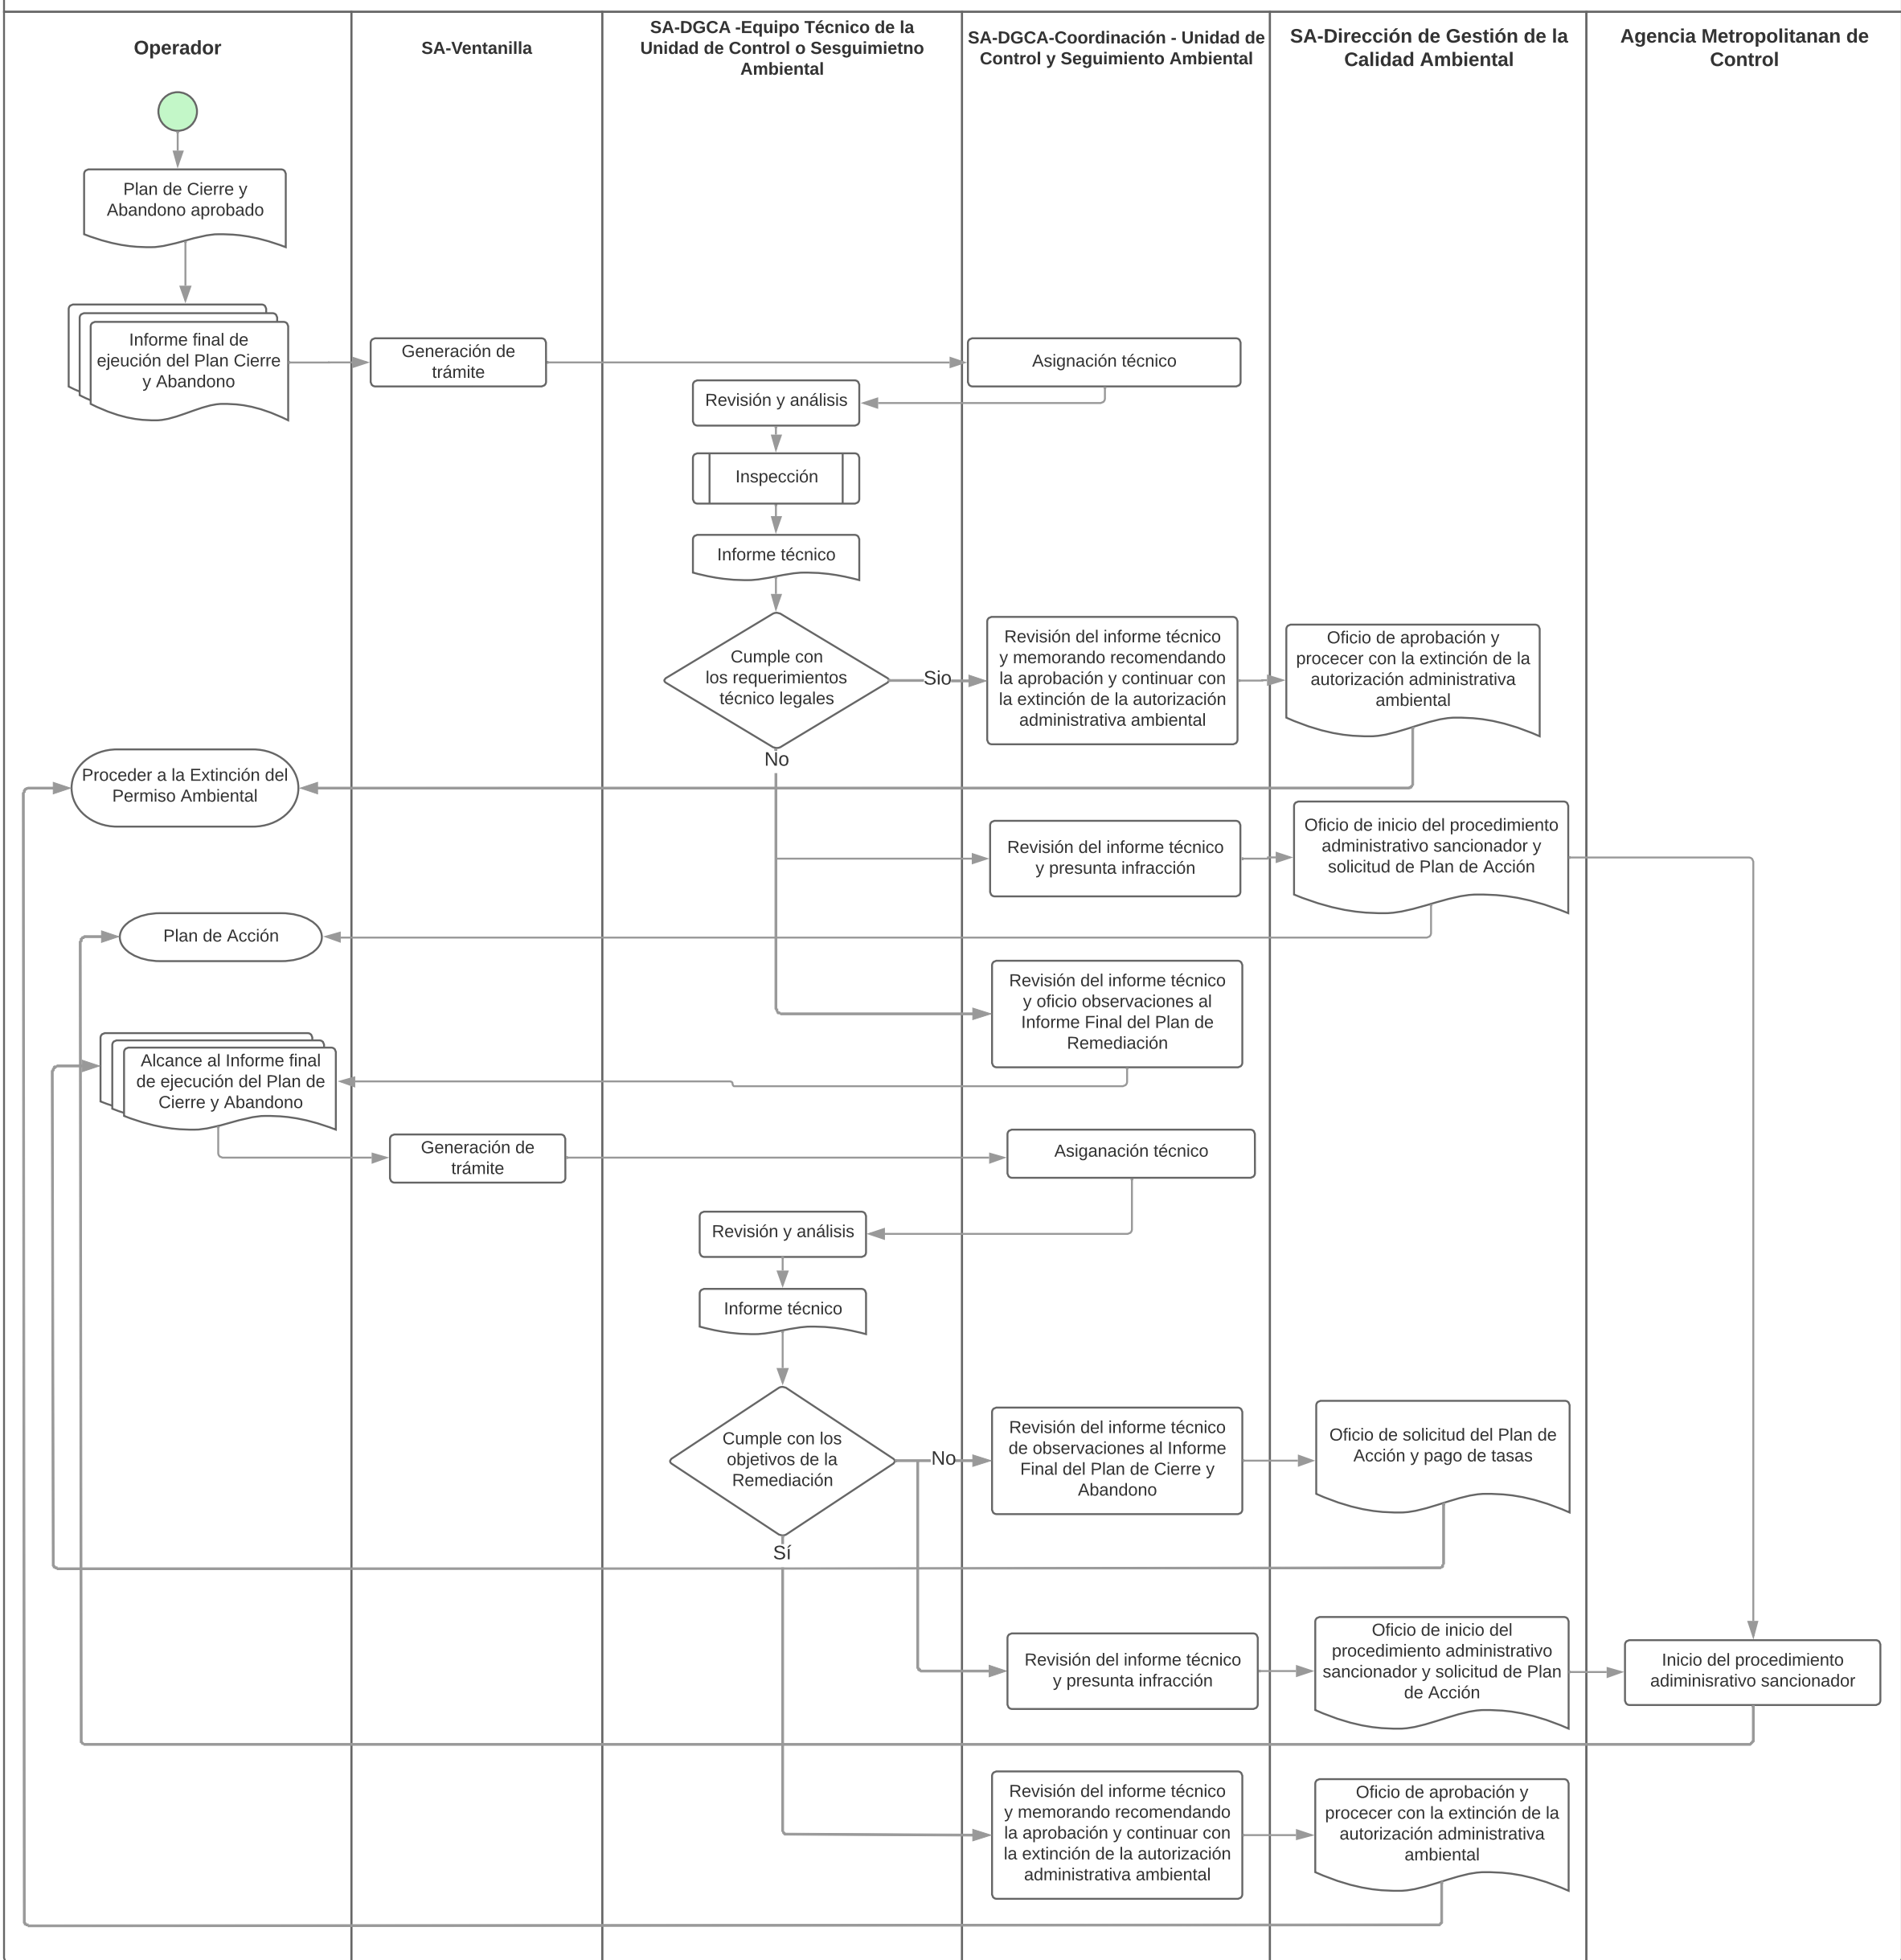 Operador
SA-Ventanilla
SA-DGCA -Equipo Técnico de la
Unidad de Control o Sesguimietno
Ambiental
SA-DGCA-Coordinación - Unidad de
Control y Seguimiento Ambiental
SA-Dirección de Gestión de la
Calidad Ambiental
Agencia Metropolitanan de
Control
Plan de Cierre y
Abandono aprobado
Informe final de
ejeución del Plan Cierre
y Abandono
Generación de
trámite
Asignación técnico
Revisión y análisis
Inspección
Informe técnico
Cumple con
los requerimientos
técnico legales
Sio
No
Revisión del informe técnico
y memorando recomendando
la aprobación y continuar con
la extinción de la autorización
administrativa ambiental
Oficio de aprobación y
procecer con la extinción de la
autorización administrativa
ambiental
Proceder a la Extinción del
Permiso Ambiental
Revisión del informe técnico
y presunta infracción
Oficio de inicio del procedimiento
administrativo sancionador y
solicitud de Plan de Acción
Plan de Acción
Revisión del informe técnico
y oficio observaciones al
Informe Final del Plan de
Remediación
Alcance al Informe final
de ejecución del Plan de
Cierre y Abandono
Generación de
trámite
Asiganación técnico
Revisión y análisis
Informe técnico
Cumple con los
objetivos de la
Remediación
No
Sí
Revisión del informe técnico
de observaciones al Informe
Final del Plan de Cierre y
Abandono
Oficio de solicitud del Plan de
Acción y pago de tasas
Revisión del informe técnico
y presunta infracción
Oficio de inicio del
procedimiento administrativo
sancionador y solicitud de Plan
de Acción
Inicio del procedimiento
adiminisrativo sancionador
Revisión del informe técnico
y memorando recomendando
la aprobación y continuar con
la extinción de la autorización
administrativa ambiental
Oficio de aprobación y
procecer con la extinción de la
autorización administrativa
ambiental